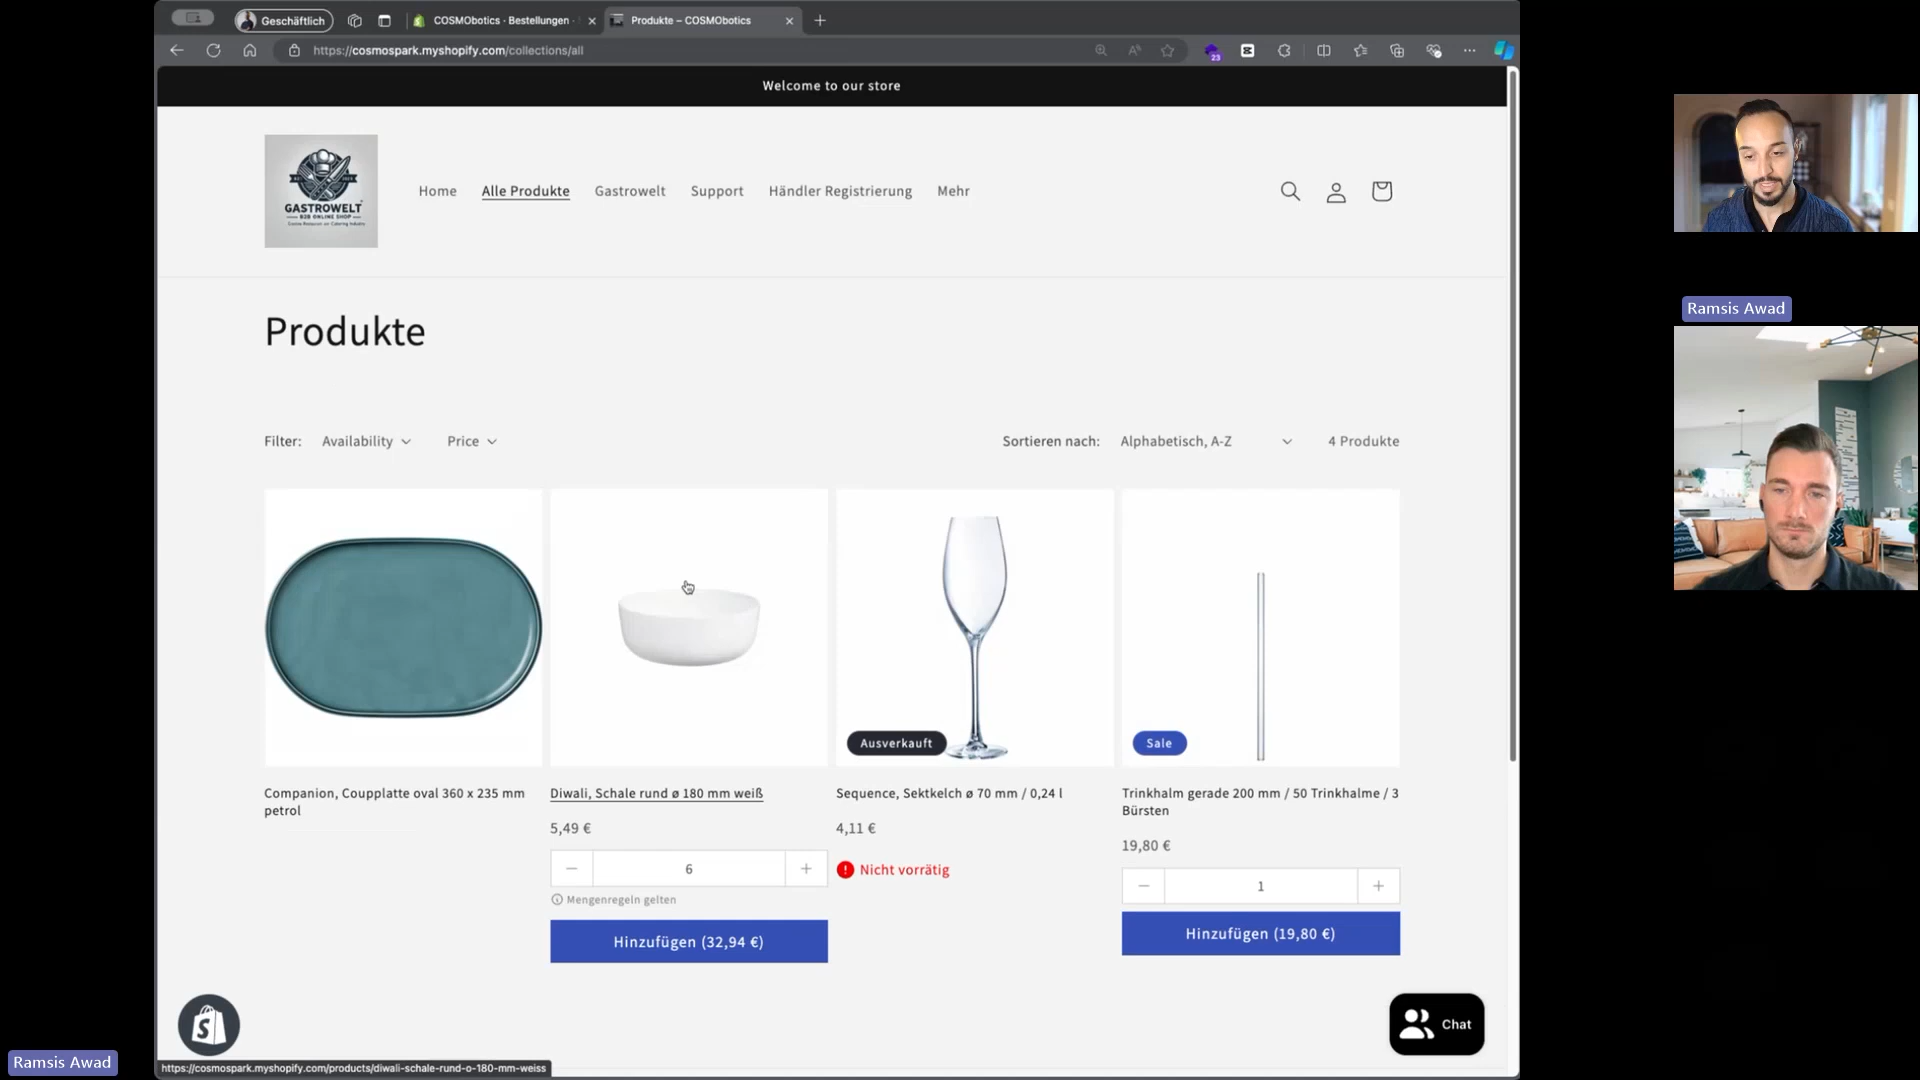 Geschäftlich
COSMObotics · Bestellungen ·
Produkte – COSMObotics
https://cosmospark.myshopify.com/collections/all
23
Welcome to our store
GASTROWELT
B2B ONLINE SHOP
Home
Alle Produkte
Gastrowelt
Support
Händler Registrierung
Mehr
Produkte
Filter:
Availability
Price
Sortieren nach:
Alphabetisch, A-Z
4 Produkte
Ausverkauft
Sale
Companion, Coupplatte oval 360 x 235 mm
petrol
Diwali, Schale rund ø 180 mm weiß
5,49 €
6
Mengenregeln gelten
Hinzufügen (32,94 €)
Sequence, Sektkelch ø 70 mm / 0,24 l
4,11 €
Nicht vorrätig
Trinkhalm gerade 200 mm / 50 Trinkhalme / 3
Bürsten
19,80 €
1
Hinzufügen (19,80 €)
Chat
https://cosmospark.myshopify.com/products/diwali-schale-rund-o-180-mm-weiss
Ramsis Awad
Ramsis Awad